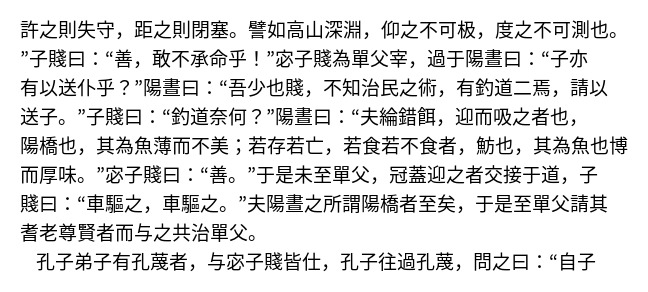 許之則失守，距之則閉塞。譬如高山深淵，仰之不可极，度之不可測也。
”子賤曰：“善，敢不承命乎！”宓子賤為單父宰，過于陽晝曰：“子亦
有以送仆乎？”陽晝曰：“吾少也賤，不知治民之術，有釣道二焉，請以
送子。”子賤曰：“釣道奈何？”陽晝曰：“夫綸錯餌，迎而吸之者也，
陽橋也，其為魚薄而不美；若存若亡，若食若不食者，魴也，其為魚也博
而厚味。”宓子賤曰：“善。”于是未至單父，冠蓋迎之者交接于道，子
賤曰：“車驅之，車驅之。”夫陽晝之所謂陽橋者至矣，于是至單父請其
耆老尊賢者而与之共治單父。
孔子弟子有孔蔑者，与宓子賤皆仕，孔子往過孔蔑，問之曰：“自子